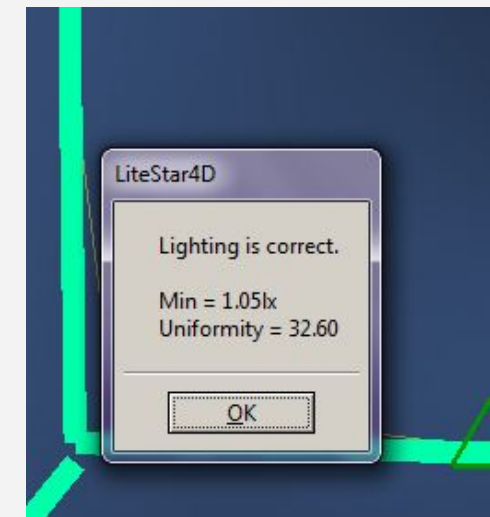 LiteStar4D
Lighting is correct.
Min = 1.05lx
Uniformity = 32.60
OK